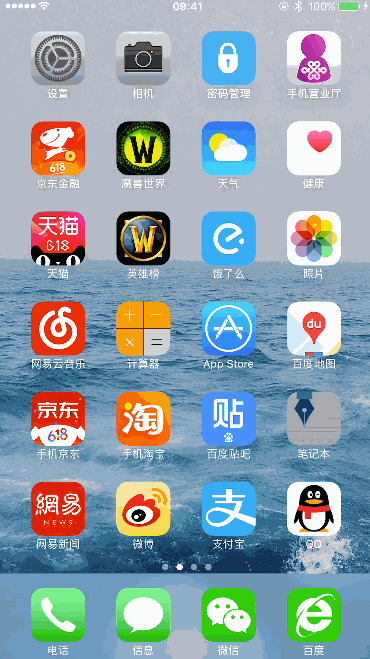 09:41
100%
设置 相机 密码管理 手机营业厅
618
W
京东金融 魔兽世界 天气 健康
天猫
6.18
W
e
天猫 英雄榜 饿了么 照片
du
网易云音乐 计算器 App Store 百度地图
京东
618
淘
贴
手机京东 手机淘宝 百度贴吧 笔记本
網易
NEWS
支
网易新闻 微博 支付宝 QQ
电话 信息 微信 百度